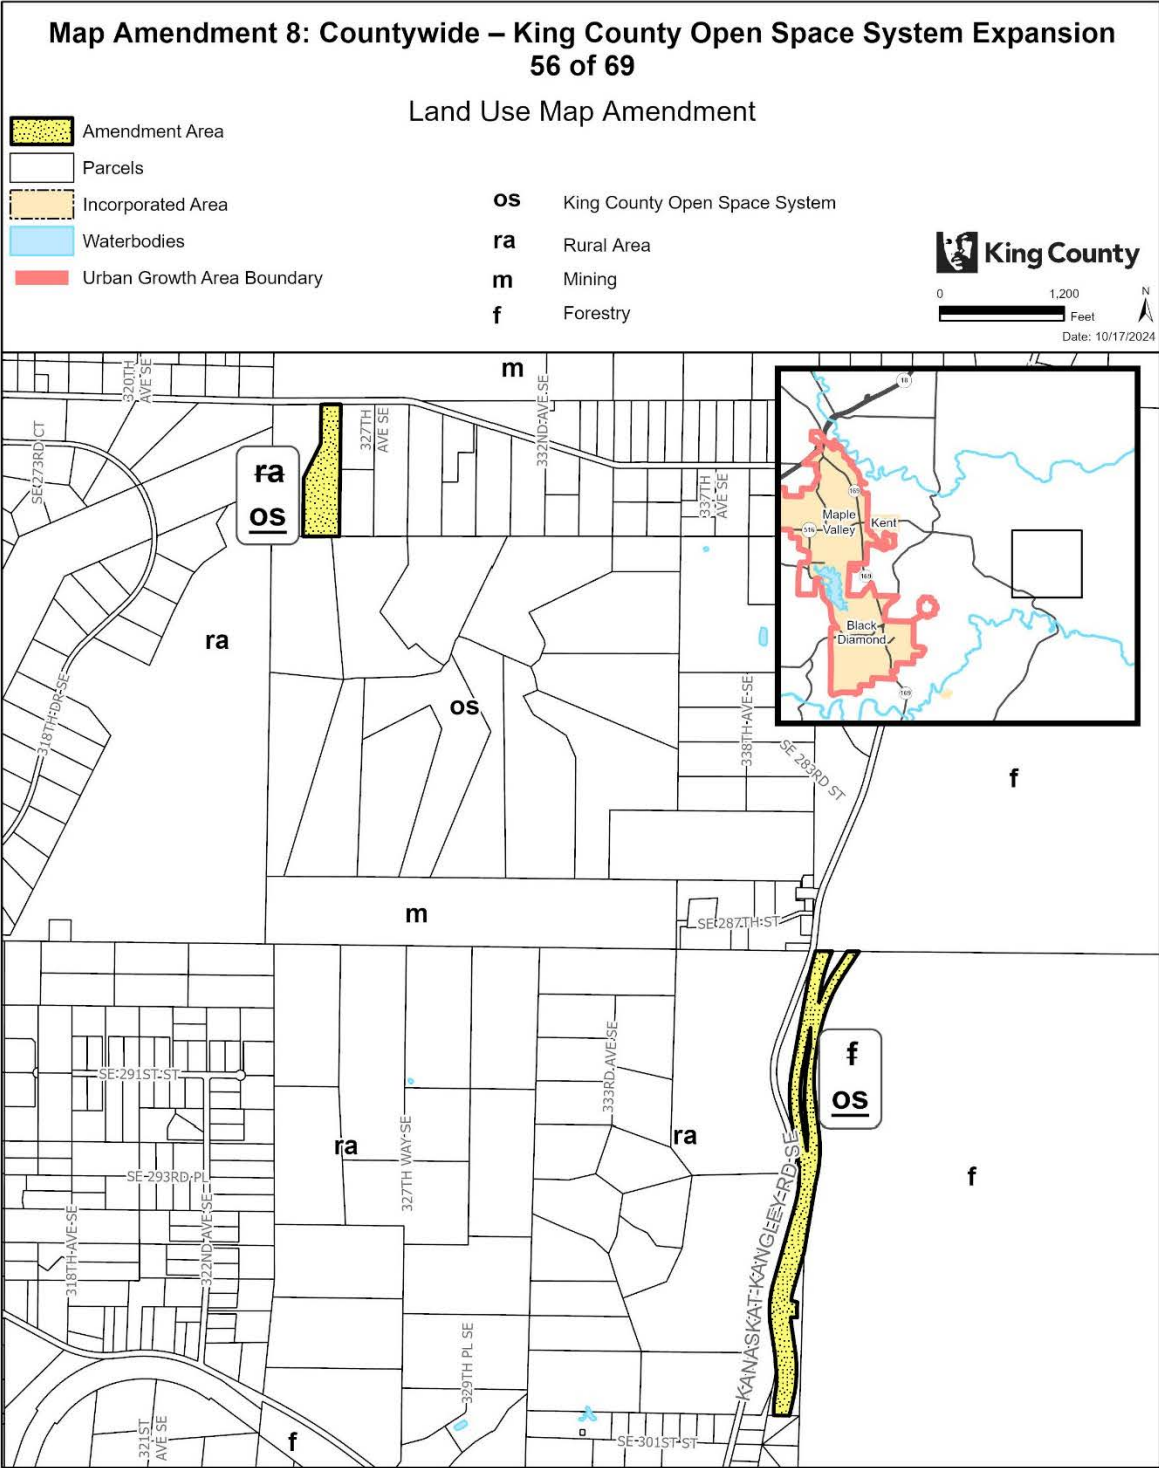 Map Amendment 8: Countywide – King County Open Space System Expansion
56 of 69
Land Use Map Amendment
Amendment Area
Parcels
Incorporated Area
Waterbodies
Urban Growth Area Boundary
os King County Open Space System
ra Rural Area
m Mining
f Forestry
King County
0 1,200
Feet
N
Date: 10/17/2024
m
320TH
AVE SE
SE 273RD CT
327TH
AVE SE
332ND AVE SE
337TH
AVE SE
ra
os
18
169
Maple
Valley
516
Kent
169
Black
Diamond
169
ra
318TH DR SE
os
338TH AVE SE
SE 283RD ST
f
m
SE 287TH ST
f
os
SE 291ST ST
333RD AVE SE
ra
327TH WAY SE
ra
SE 293RD PL
318TH AVE SE
322ND AVE SE
KANASKAT-KANGLEY RD SE
f
329TH PL SE
321ST
AVE SE
f
SE 301ST ST